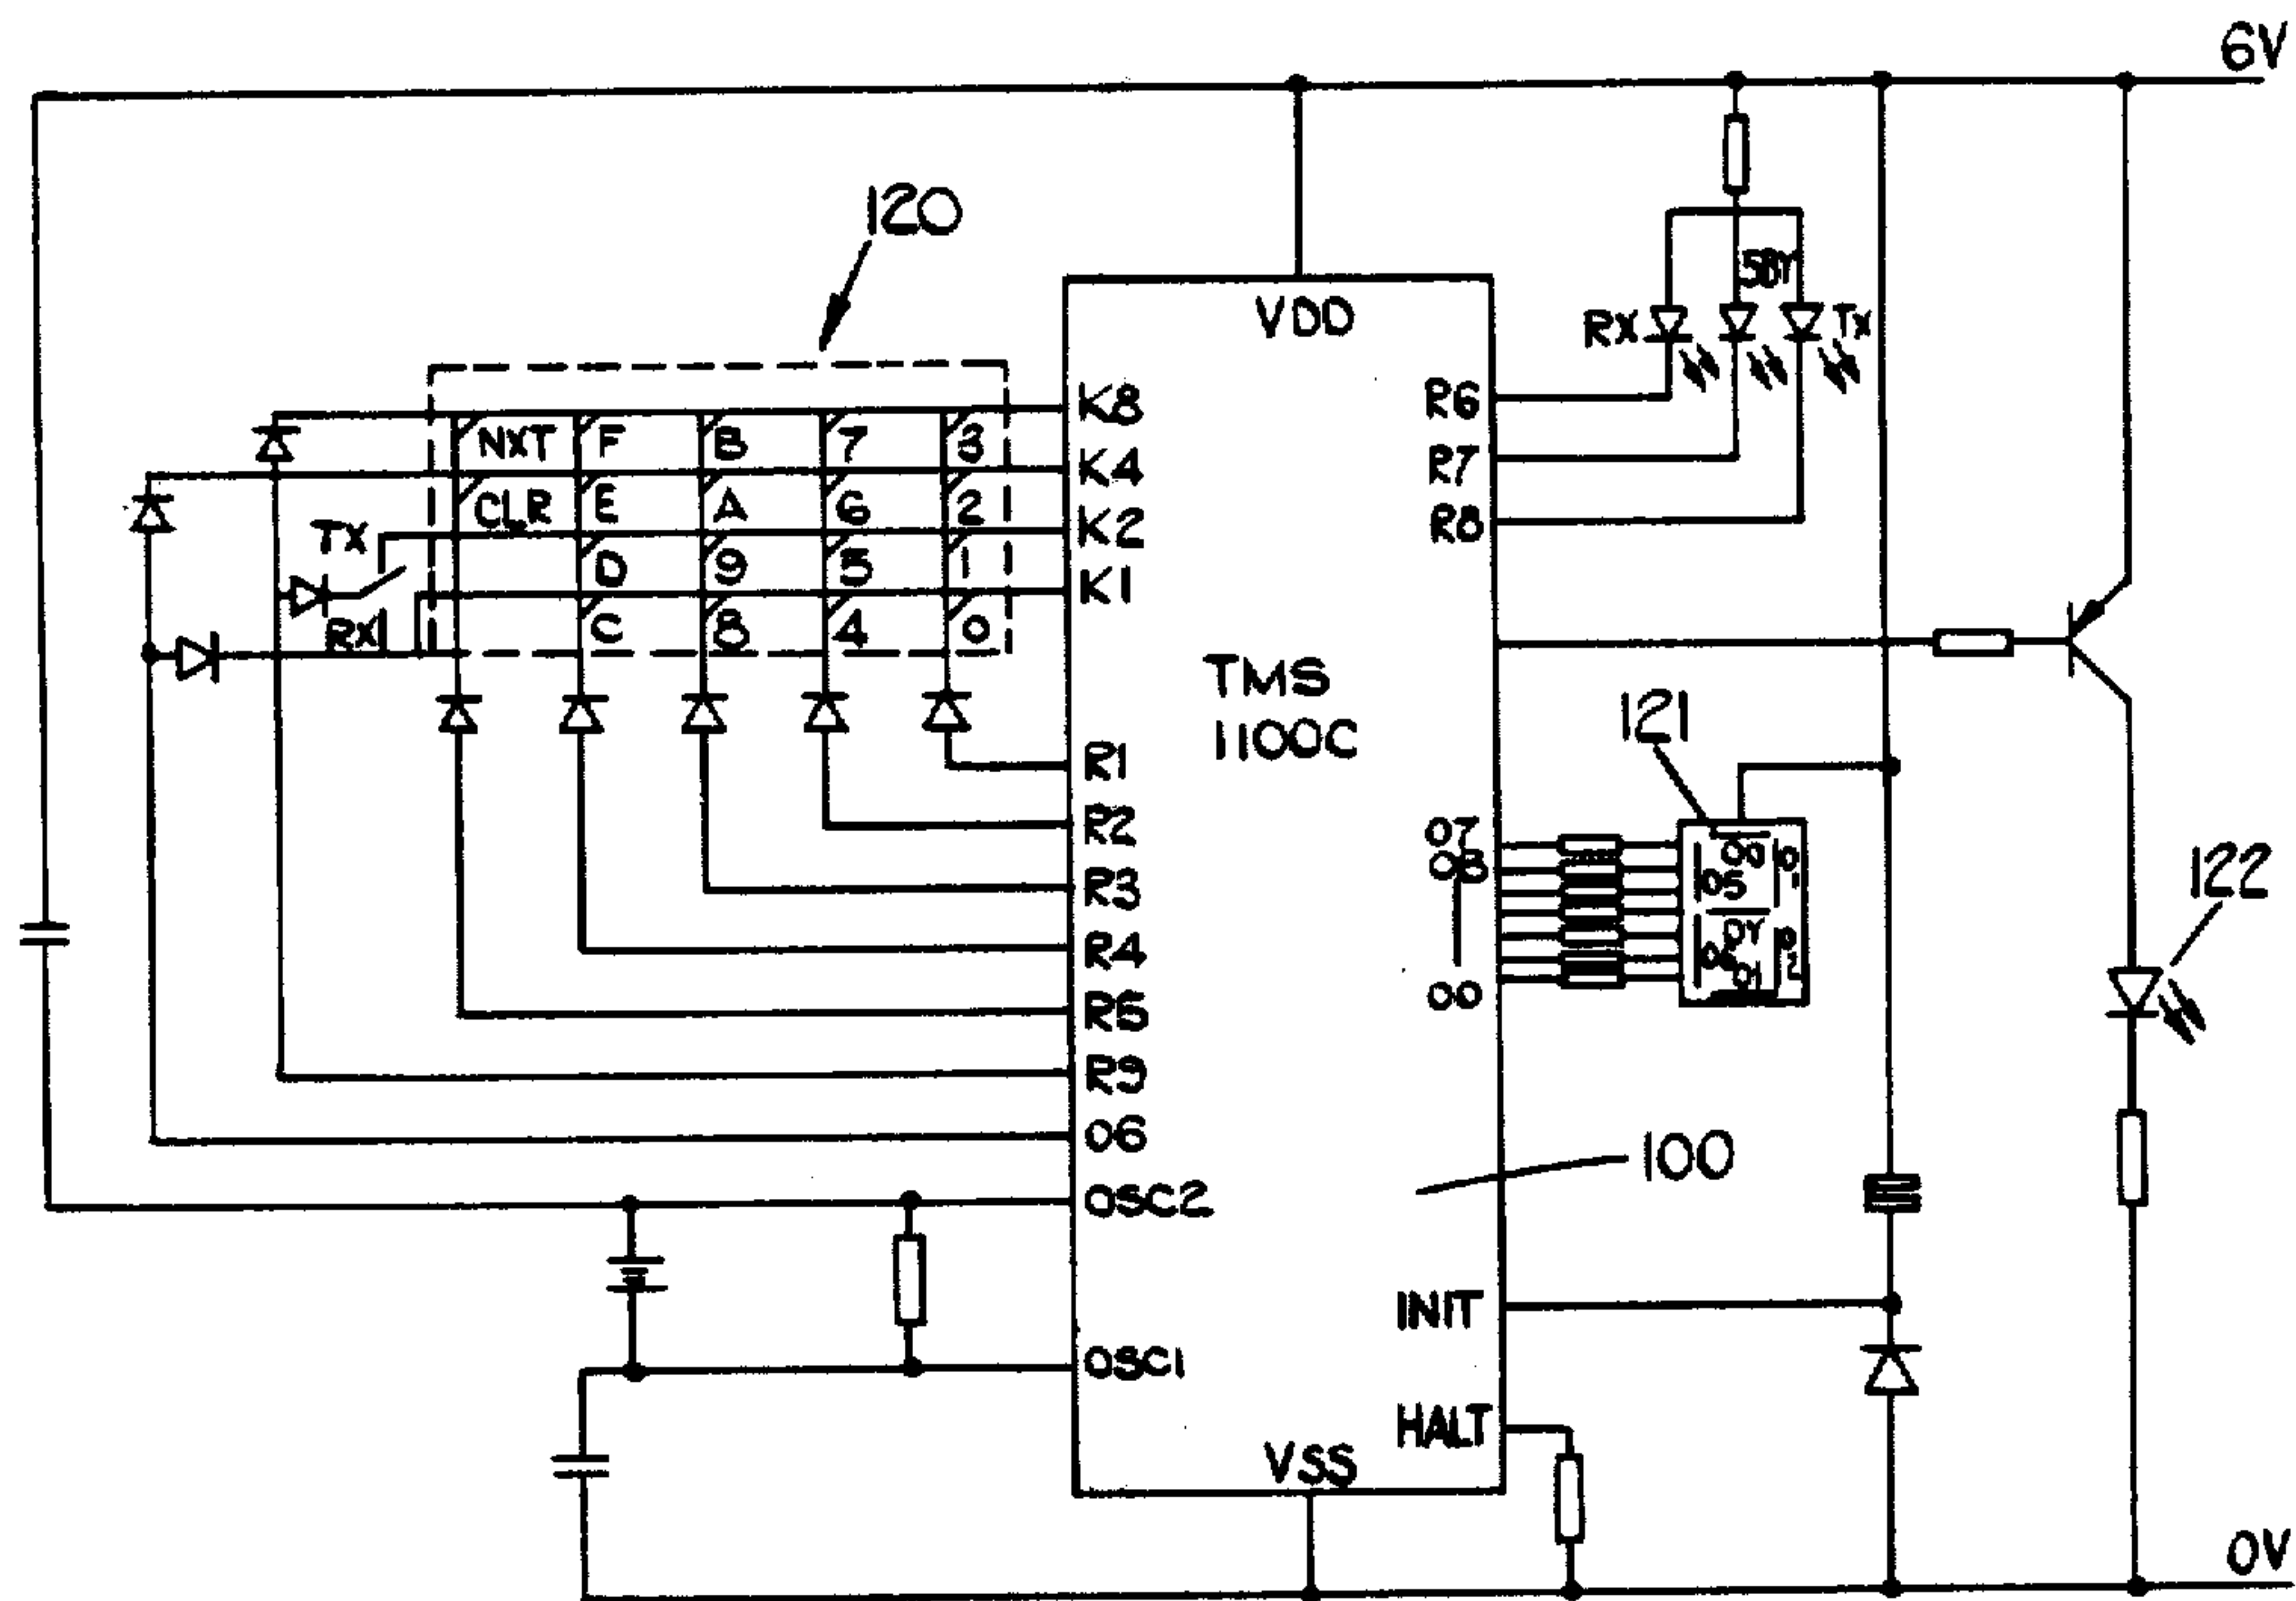 6V
120
VDD
SBY
RX
TX
K8
K4
K2
K1
NXT F B 7 3
CLR E A 6 2
D 9 5 1
C 8 4 0
TX
RX
R6
R7
R8
TMS
1100C
R1
R2
R3
R4
R5
R9
O6
OSC2
OSC1
121
O7
O0
122
100
INIT
HALT
VSS
0V